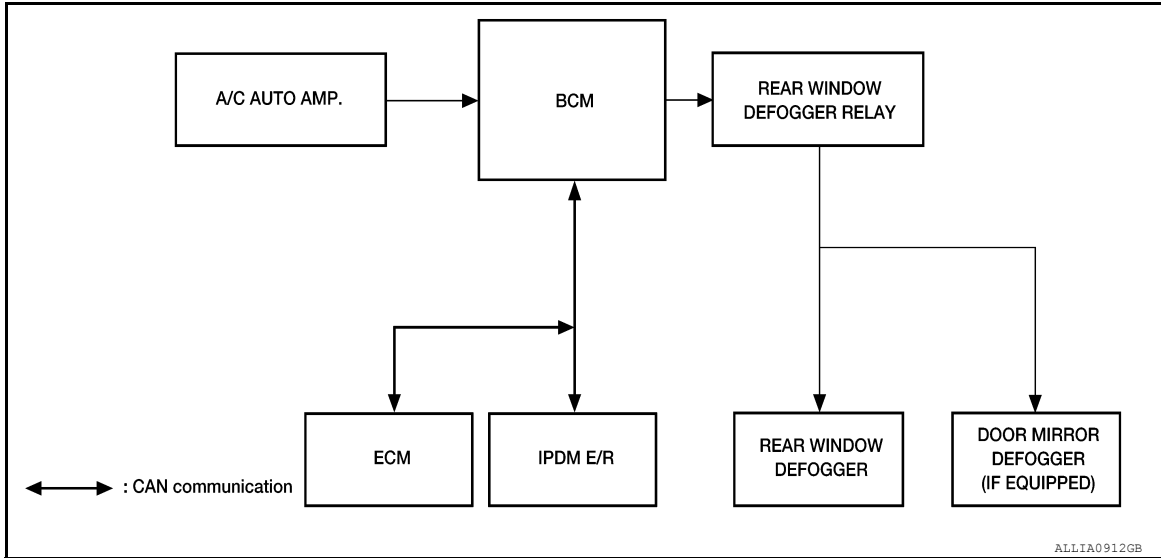 A/C AUTO AMP.
BCM
REAR WINDOW
DEFOGGER RELAY
ECM
IPDM E/R
REAR WINDOW
DEFOGGER
DOOR MIRROR
DEFOGGER
(IF EQUIPPED)
: CAN communication
ALLIA0912GB